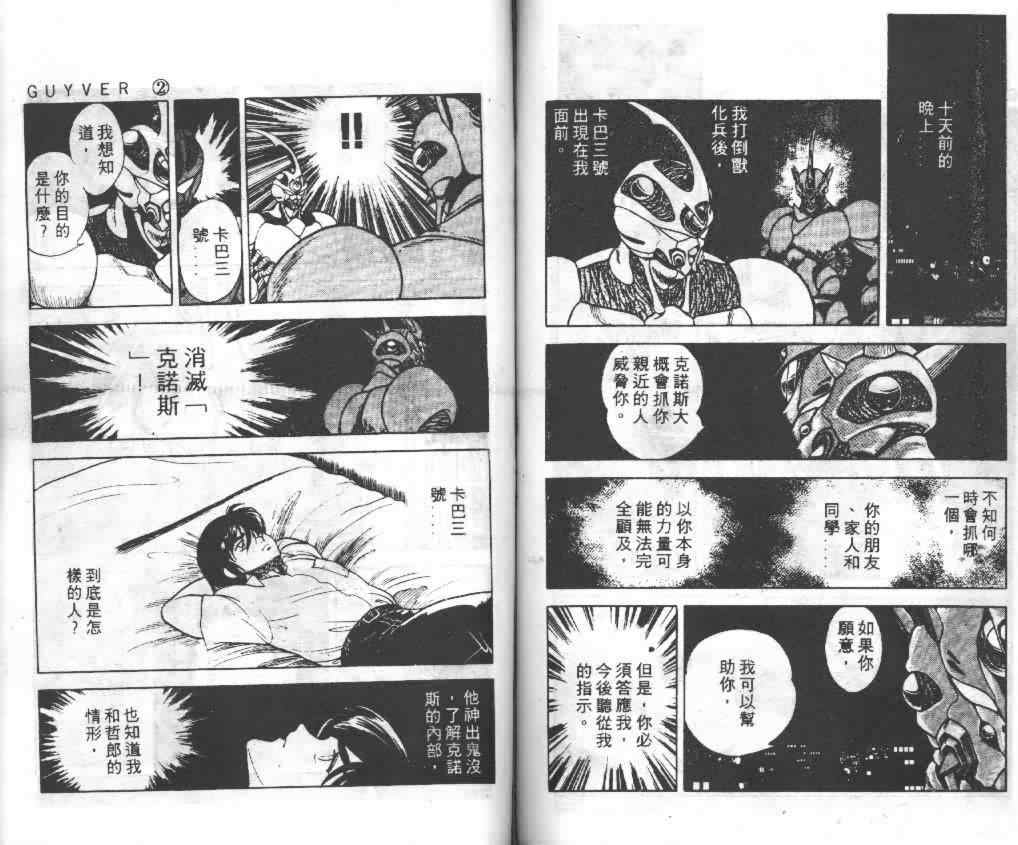 十天前的
晚上……
我打倒獸
化兵後，
卡巴三號
出現在我
面前。
克諾斯大
概會抓你
親近的人
威脅你。
不知何
時會抓哪
一個，
你的朋友
、家人和
同學……
以你本身
的力量可
能無法完
全顧及，
如果你
願意，
我可以幫
助你，
但是，你必
須答應我，
今後聽從我
的指示。
GUYVER ②
!!
卡巴三
號……
我想知
道，
你的目的
是什麼？
消滅「
克諾斯
」！
卡巴三
號……
到底是怎
樣的人？
他神出鬼沒
，了解克諾
斯的內部，
也知道我
和哲郎的
情形，